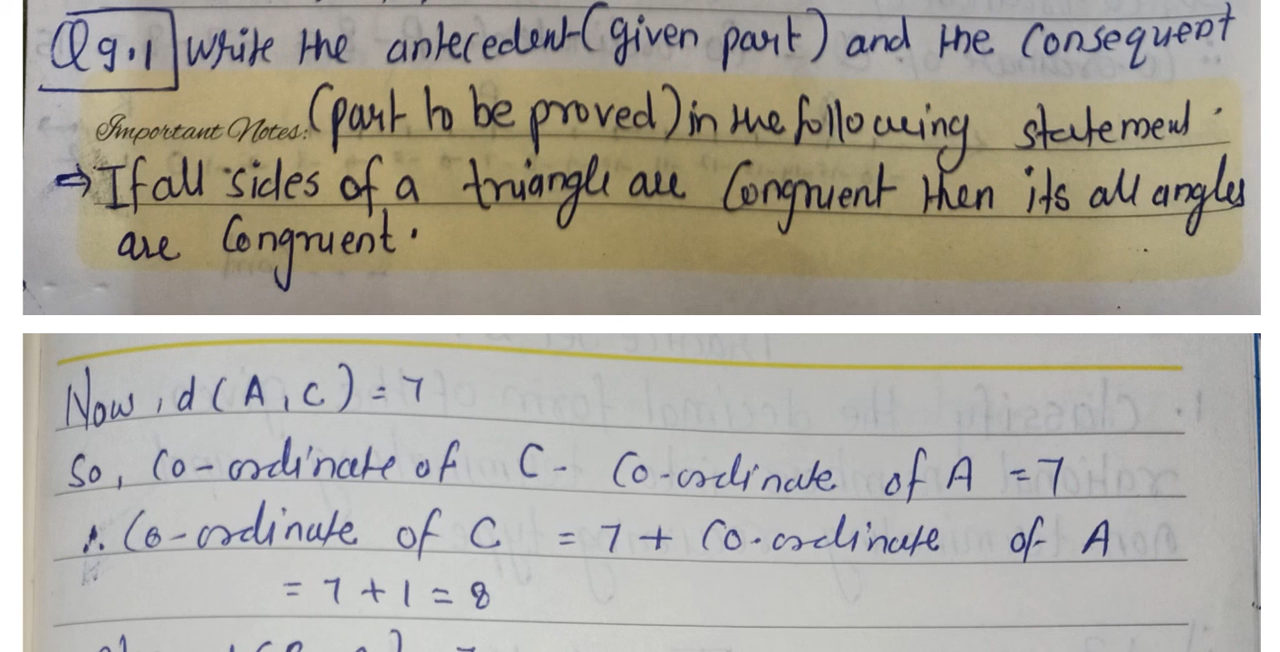 Q9.1 Write the antecedent (given part) and the Consequent
Important Notes: (part to be proved) in the following statement.
⇒ If all sides of a triangle are Congruent then its all angles
are Congruent.
Now, d(A, C) = 7
So, Co-ordinate of C - Co-ordinate of A = 7
∴ Co-ordinate of C = 7 + Co-ordinate of A
= 7 + 1 = 8